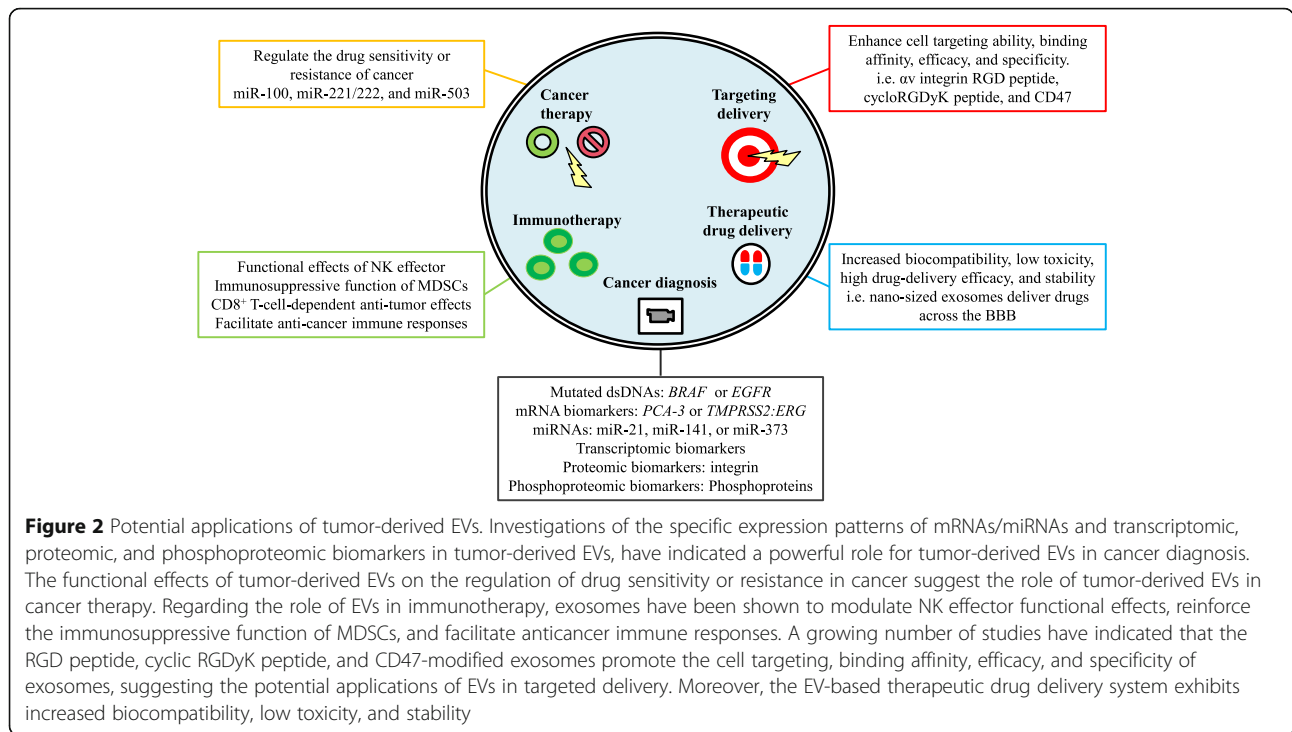 Regulate the drug sensitivity or
resistance of cancer
miR-100, miR-221/222, and miR-503
Enhance cell targeting ability, binding
affinity, efficacy, and specificity.
i.e. αv integrin RGD peptide,
cycloRGDyK peptide, and CD47
Cancer
therapy
Targeting
delivery
Immunotherapy
Therapeutic
drug delivery
Cancer diagnosis
Functional effects of NK effector
Immunosuppressive function of MDSCs
CD8⁺ T-cell-dependent anti-tumor effects
Facilitate anti-cancer immune responses
Increased biocompatibility, low toxicity,
high drug-delivery efficacy, and stability
i.e. nano-sized exosomes deliver drugs
across the BBB
Mutated dsDNAs: BRAF or EGFR
mRNA biomarkers: PCA-3 or TMPRSS2:ERG
miRNAs: miR-21, miR-141, or miR-373
Transcriptomic biomarkers
Proteomic biomarkers: integrin
Phosphoproteomic biomarkers: Phosphoproteins
Figure 2 Potential applications of tumor-derived EVs. Investigations of the specific expression patterns of mRNAs/miRNAs and transcriptomic,
proteomic, and phosphoproteomic biomarkers in tumor-derived EVs, have indicated a powerful role for tumor-derived EVs in cancer diagnosis.
The functional effects of tumor-derived EVs on the regulation of drug sensitivity or resistance in cancer suggest the role of tumor-derived EVs in
cancer therapy. Regarding the role of EVs in immunotherapy, exosomes have been shown to modulate NK effector functional effects, reinforce
the immunosuppressive function of MDSCs, and facilitate anticancer immune responses. A growing number of studies have indicated that the
RGD peptide, cyclic RGDyK peptide, and CD47-modified exosomes promote the cell targeting, binding affinity, efficacy, and specificity of
exosomes, suggesting the potential applications of EVs in targeted delivery. Moreover, the EV-based therapeutic drug delivery system exhibits
increased biocompatibility, low toxicity, and stability